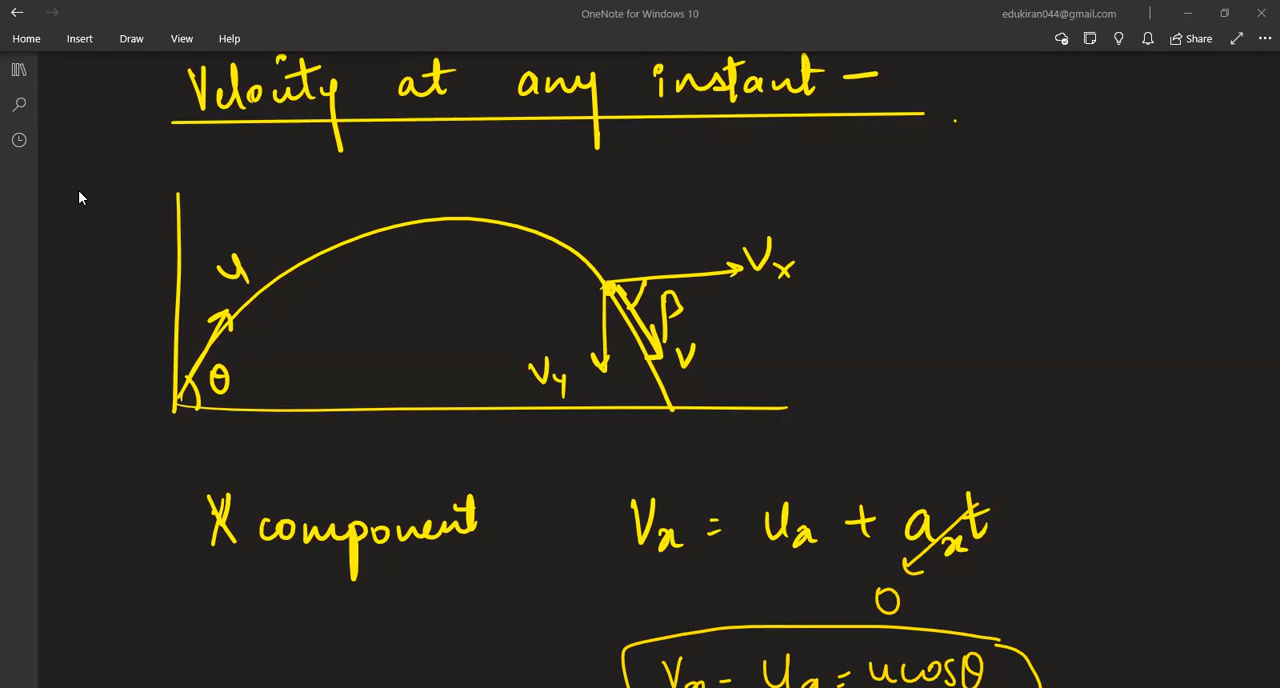 OneNote for Windows 10
edukiran044@gmail.com
Home Insert Draw View Help
Share
Velocity at any instant -
u
θ
Vx
β
V
Vy
X component Vx = ux + axt
0
Vx = ux = ucosθ